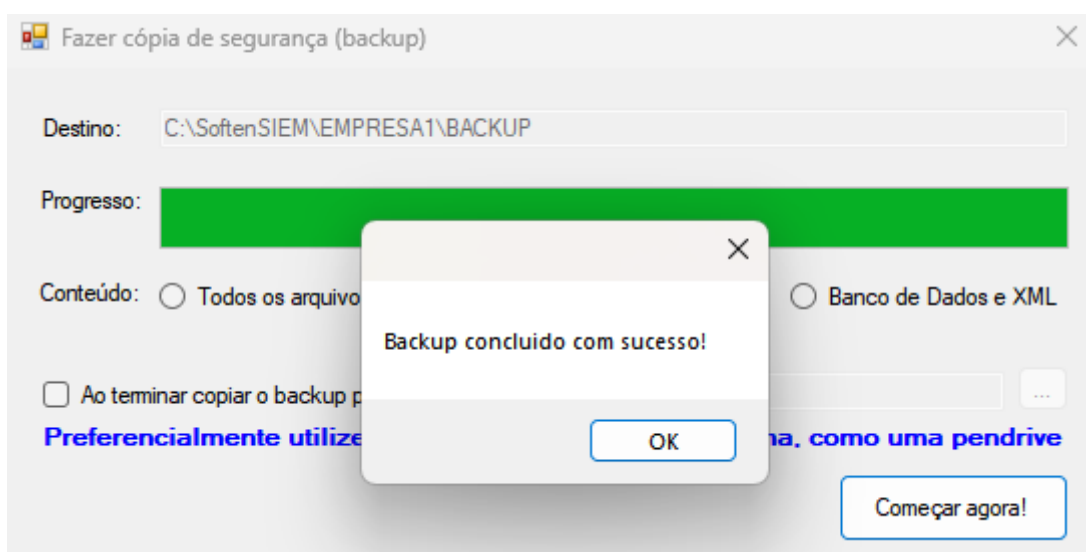 Fazer cópia de segurança (backup)
Destino: C:\SoftenSIEM\EMPRESA1\BACKUP
Progresso:
Conteúdo: Todos os arquivo Banco de Dados e XML
Backup concluido com sucesso!
Ao terminar copiar o backup ...
Preferencialmente utilize como uma pendrive
OK
Começar agora!